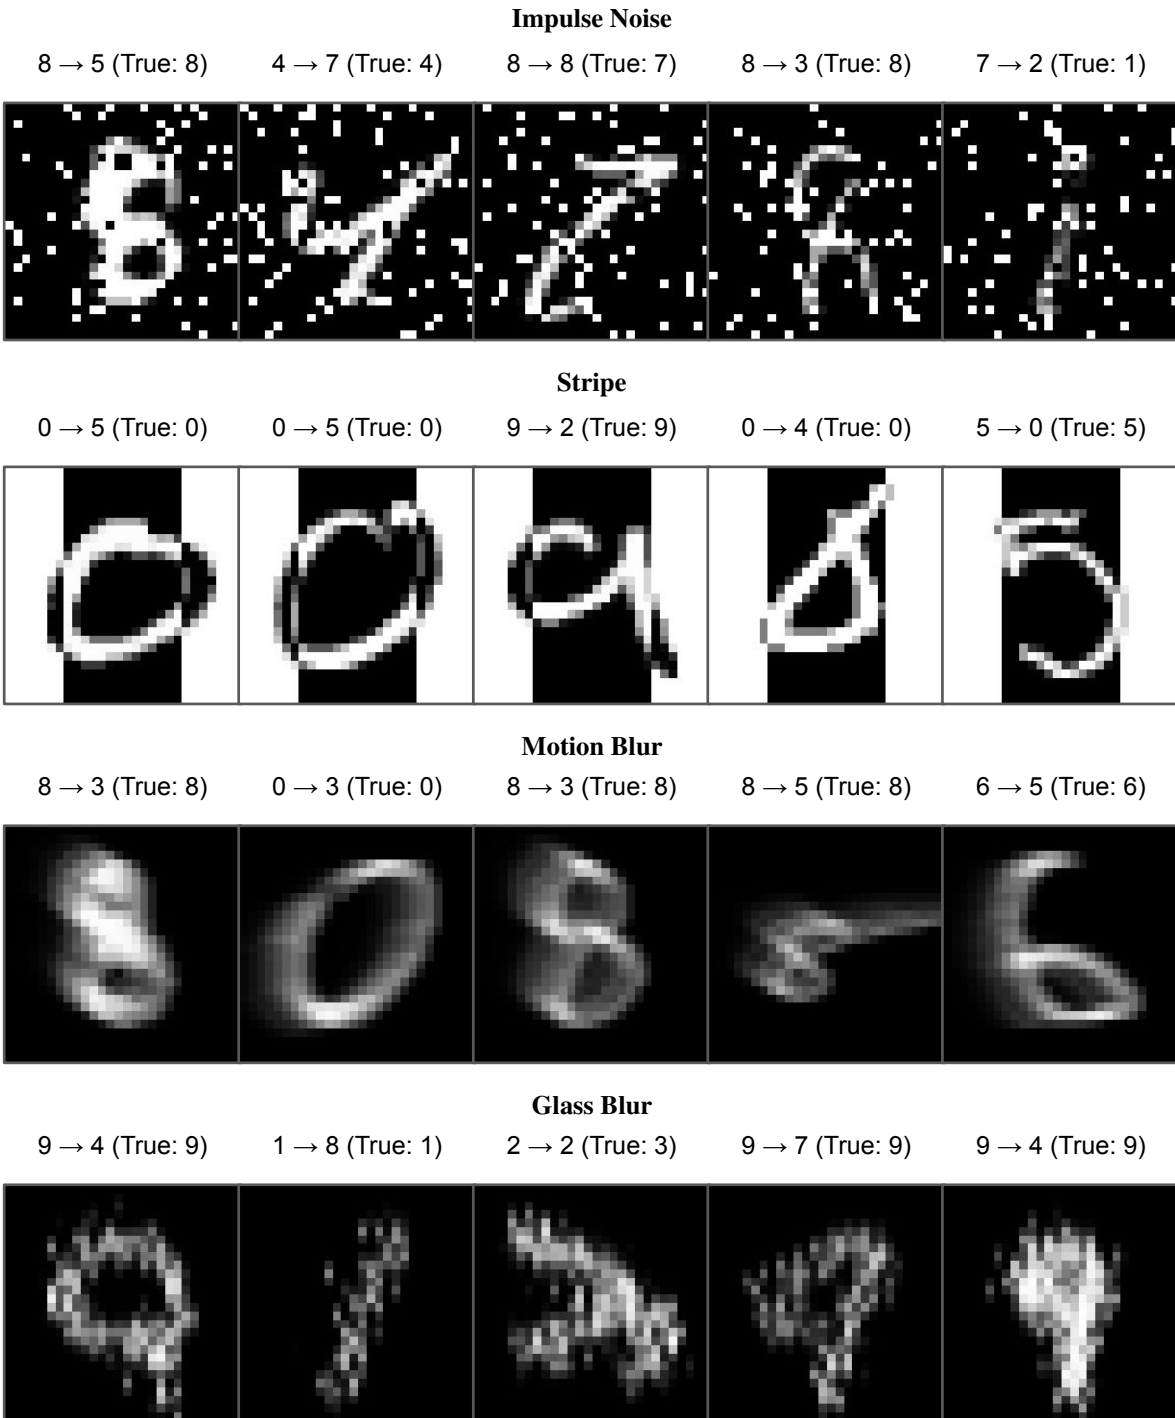 Impulse Noise
8 → 5 (True: 8) 4 → 7 (True: 4) 8 → 8 (True: 7) 8 → 3 (True: 8) 7 → 2 (True: 1)
Stripe
0 → 5 (True: 0) 0 → 5 (True: 0) 9 → 2 (True: 9) 0 → 4 (True: 0) 5 → 0 (True: 5)
Motion Blur
8 → 3 (True: 8) 0 → 3 (True: 0) 8 → 3 (True: 8) 8 → 5 (True: 8) 6 → 5 (True: 6)
Glass Blur
9 → 4 (True: 9) 1 → 8 (True: 1) 2 → 2 (True: 3) 9 → 7 (True: 9) 9 → 4 (True: 9)